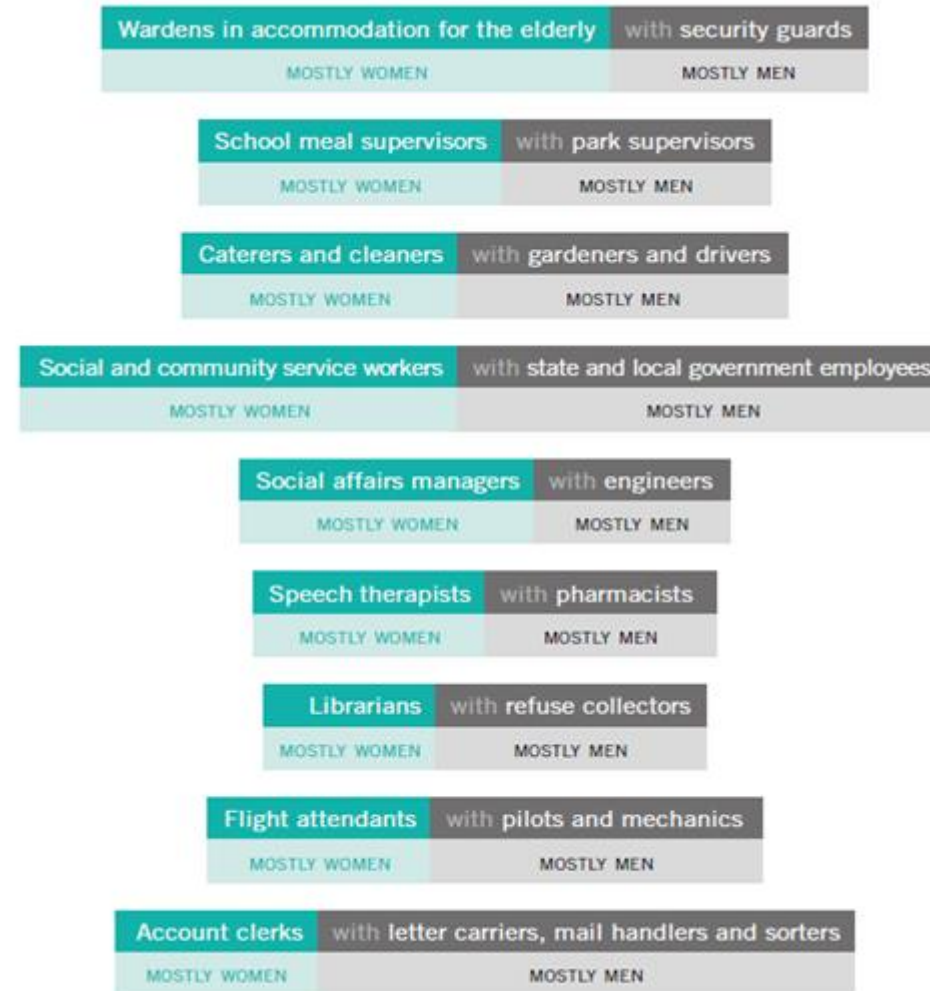 Wardens in accommodation for the elderly with security guards
MOSTLY WOMEN MOSTLY MEN
School meal supervisors with park supervisors
MOSTLY WOMEN MOSTLY MEN
Caterers and cleaners with gardeners and drivers
MOSTLY WOMEN MOSTLY MEN
Social and community service workers with state and local government employees
MOSTLY WOMEN MOSTLY MEN
Social affairs managers with engineers
MOSTLY WOMEN MOSTLY MEN
Speech therapists with pharmacists
MOSTLY WOMEN MOSTLY MEN
Librarians with refuse collectors
MOSTLY WOMEN MOSTLY MEN
Flight attendants with pilots and mechanics
MOSTLY WOMEN MOSTLY MEN
Account clerks with letter carriers, mail handlers and sorters
MOSTLY WOMEN MOSTLY MEN